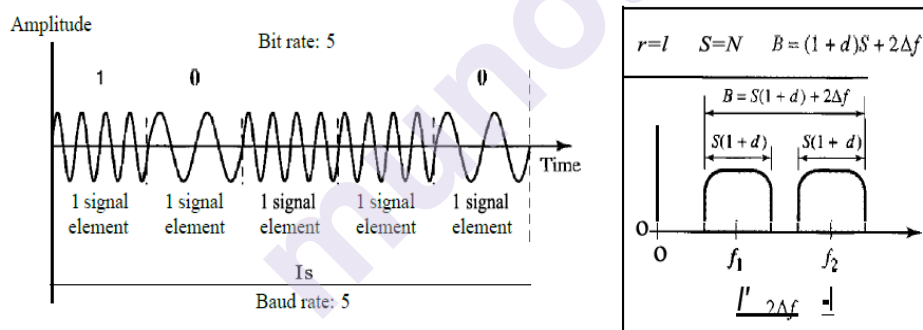 Amplitude
Bit rate: 5
1 0 0
Time
1 signal 1 signal 1 signal 1 signal 1 signal
element element element element element
Is
Baud rate: 5
r=l S=N B=(1+d)S+2Δf
B=S(1+d)+2Δf
S(1+d) S(1+d)
0
0 f₁ f₂
l' 2Δf -l